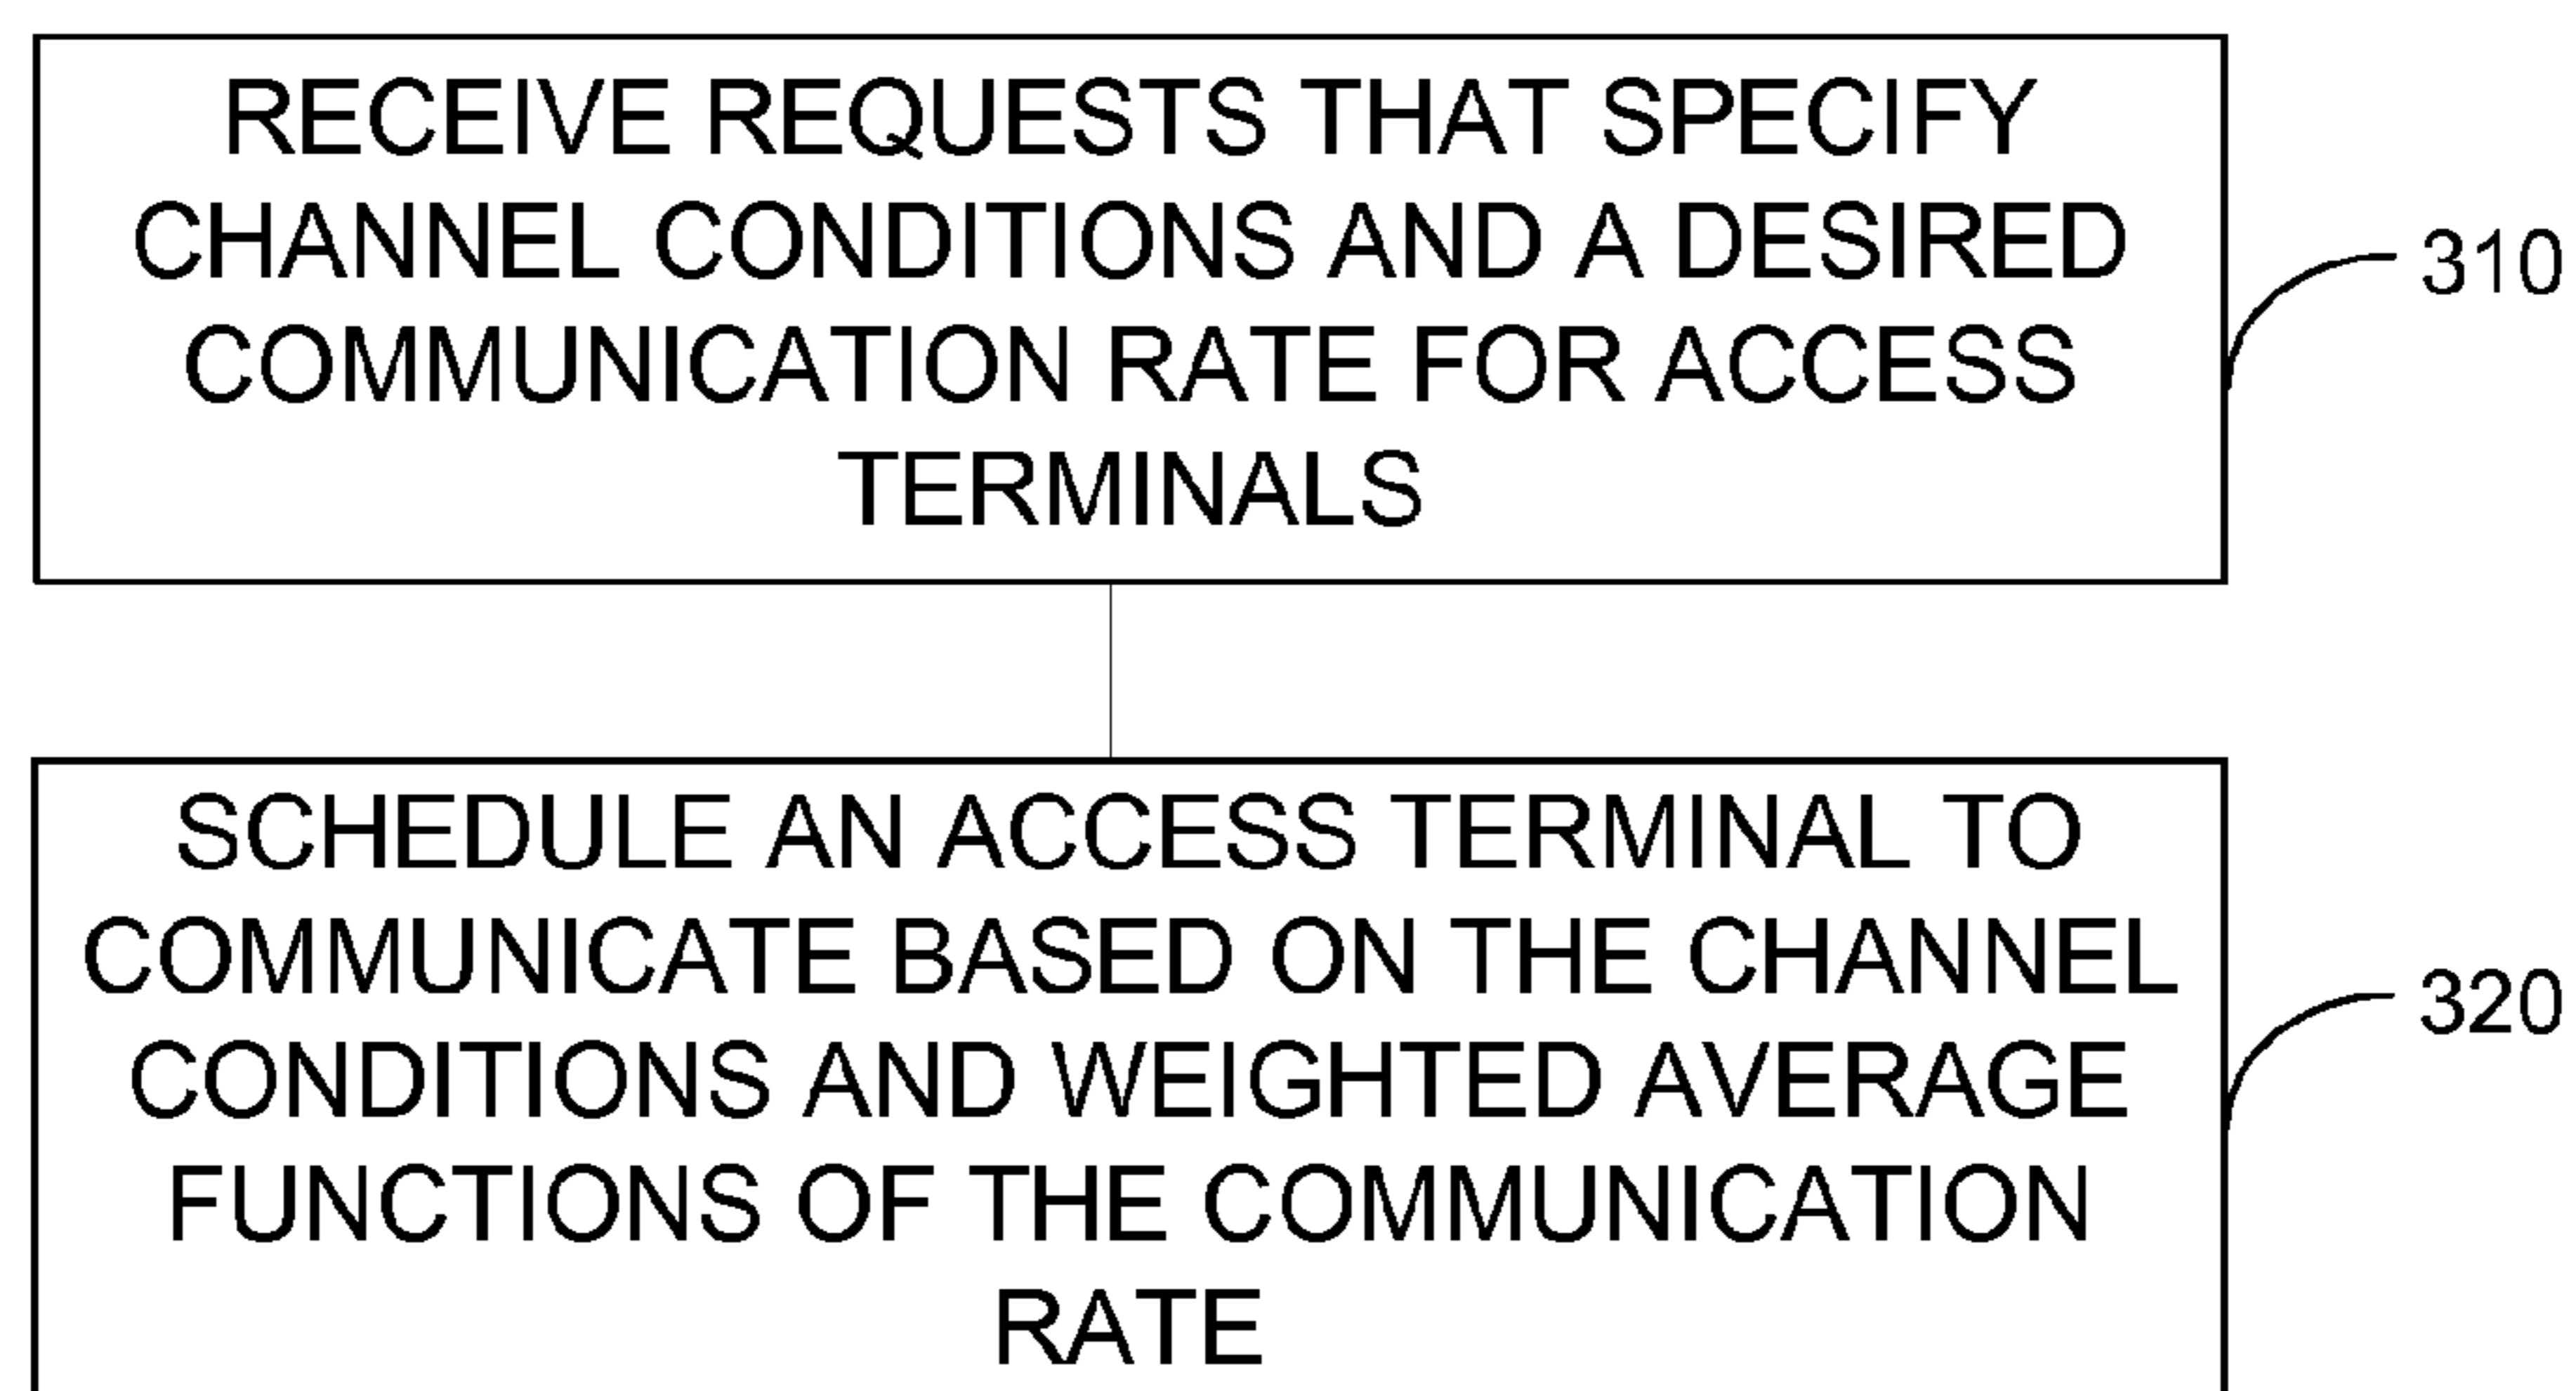 RECEIVE REQUESTS THAT SPECIFY
CHANNEL CONDITIONS AND A DESIRED
COMMUNICATION RATE FOR ACCESS
TERMINALS
310
SCHEDULE AN ACCESS TERMINAL TO
COMMUNICATE BASED ON THE CHANNEL
CONDITIONS AND WEIGHTED AVERAGE
FUNCTIONS OF THE COMMUNICATION
RATE
320